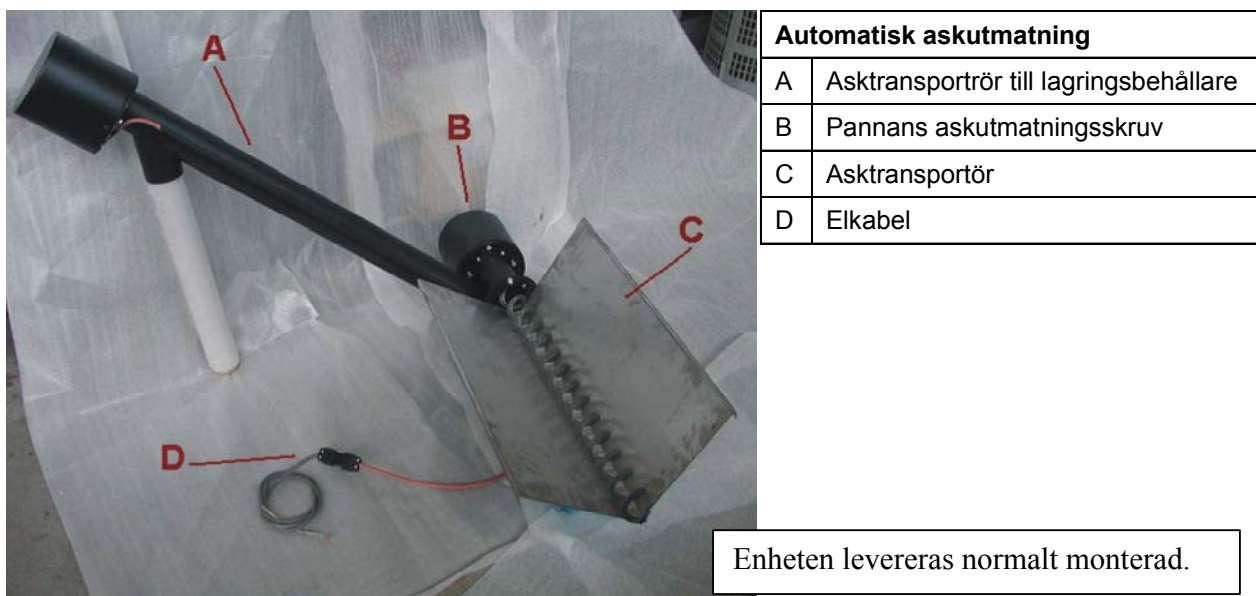 A
B
C
D
Automatisk askutmatning
A Asktransportrör till lagringsbehållare
B Pannans askutmatningsskruv
C Asktransportör
D Elkabel
Enheten levereras normalt monterad.